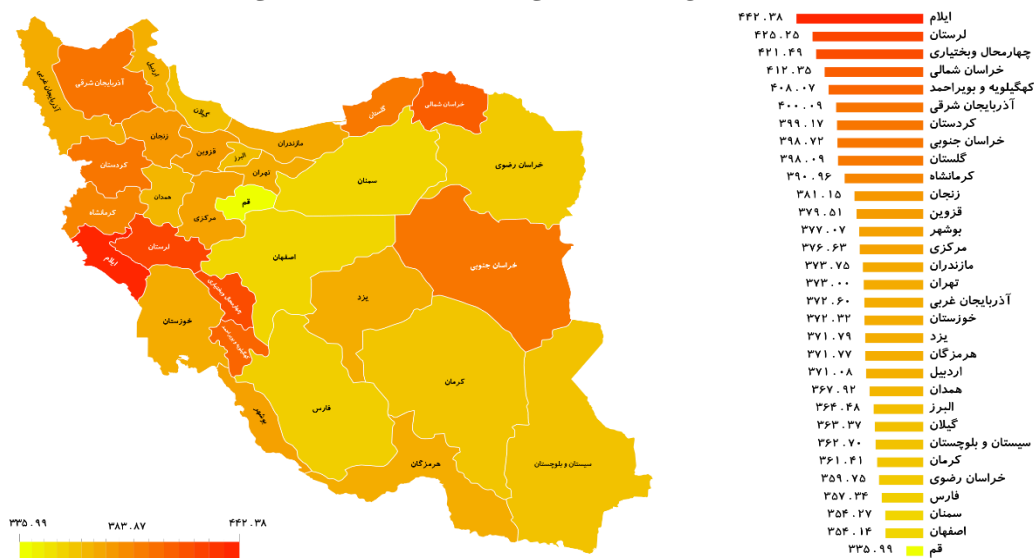 ایلام ۴۴۲.۳۸
لرستان ۴۲۵.۲۵
چهارمحال وبختیاری ۴۲۱.۴۹
خراسان شمالی ۴۱۲.۳۵
کهگیلویه و بویراحمد ۴۰۸.۰۷
آذربایجان شرقی ۴۰۰.۰۹
کردستان ۳۹۹.۱۷
خراسان جنوبی ۳۹۸.۷۲
گلستان ۳۹۸.۰۹
کرمانشاه ۳۹۰.۹۶
زنجان ۳۸۱.۱۵
قزوین ۳۷۹.۵۱
بوشهر ۳۷۷.۰۷
مرکزی ۳۷۶.۶۳
مازندران ۳۷۳.۷۵
تهران ۳۷۳.۰۰
آذربایجان غربی ۳۷۲.۶۰
خوزستان ۳۷۲.۳۲
یزد ۳۷۱.۷۹
هرمزگان ۳۷۱.۷۷
اردبیل ۳۷۱.۰۸
همدان ۳۶۷.۹۲
البرز ۳۶۴.۴۸
گیلان ۳۶۳.۳۷
سیستان و بلوچستان ۳۶۲.۷۰
کرمان ۳۶۱.۴۱
خراسان رضوی ۳۵۹.۷۵
فارس ۳۵۷.۳۴
سمنان ۳۵۴.۲۷
اصفهان ۳۵۴.۱۴
قم ۳۳۵.۹۹
آذربایجان شرقی
اردبیل
آذربایجان غربی
گیلان
خراسان شمالی
گلستان
مازندران
زنجان
قزوین
البرز
تهران
خراسان رضوی
سمنان
کردستان
همدان
قم
مرکزی
کرمانشاه
لرستان
ایلام
اصفهان
خراسان جنوبی
چهارمحال وبختیاری
یزد
خوزستان
کهگیلویه و بویراحمد
کرمان
فارس
بوشهر
هرمزگان
سیستان و بلوچستان
۳۳۵.۹۹ ۳۸۳.۸۷ ۴۴۲.۳۸